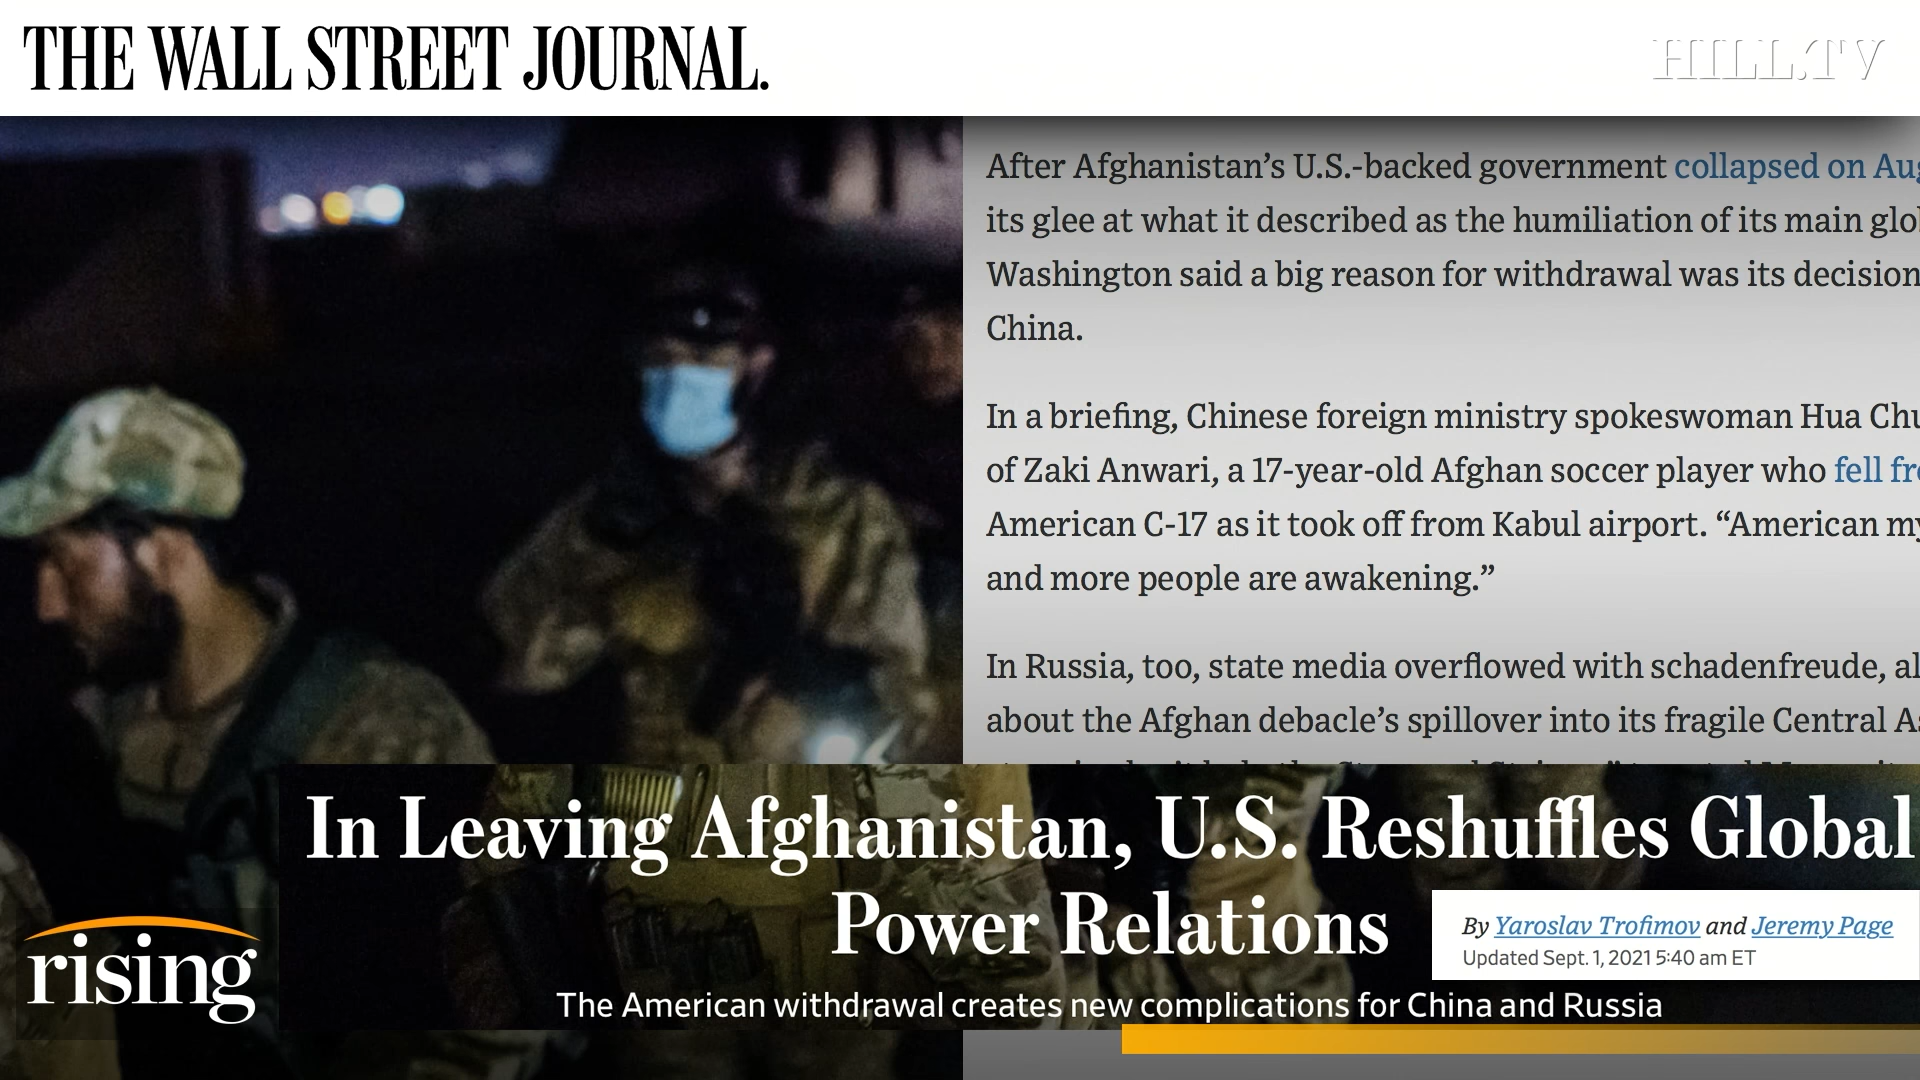 THE WALL STREET JOURNAL.
HILL.TV
After Afghanistan’s U.S.-backed government collapsed on Aug
its glee at what it described as the humiliation of its main glo
Washington said a big reason for withdrawal was its decision
China.
In a briefing, Chinese foreign ministry spokeswoman Hua Chu
of Zaki Anwari, a 17-year-old Afghan soccer player who fell fro
American C-17 as it took off from Kabul airport. “American my
and more people are awakening.”
In Russia, too, state media overflowed with schadenfreude, al
about the Afghan debacle’s spillover into its fragile Central As
In Leaving Afghanistan, U.S. Reshuffles Global
Power Relations
By Yaroslav Trofimov and Jeremy Page
Updated Sept. 1, 2021 5:40 am ET
rising
The American withdrawal creates new complications for China and Russia